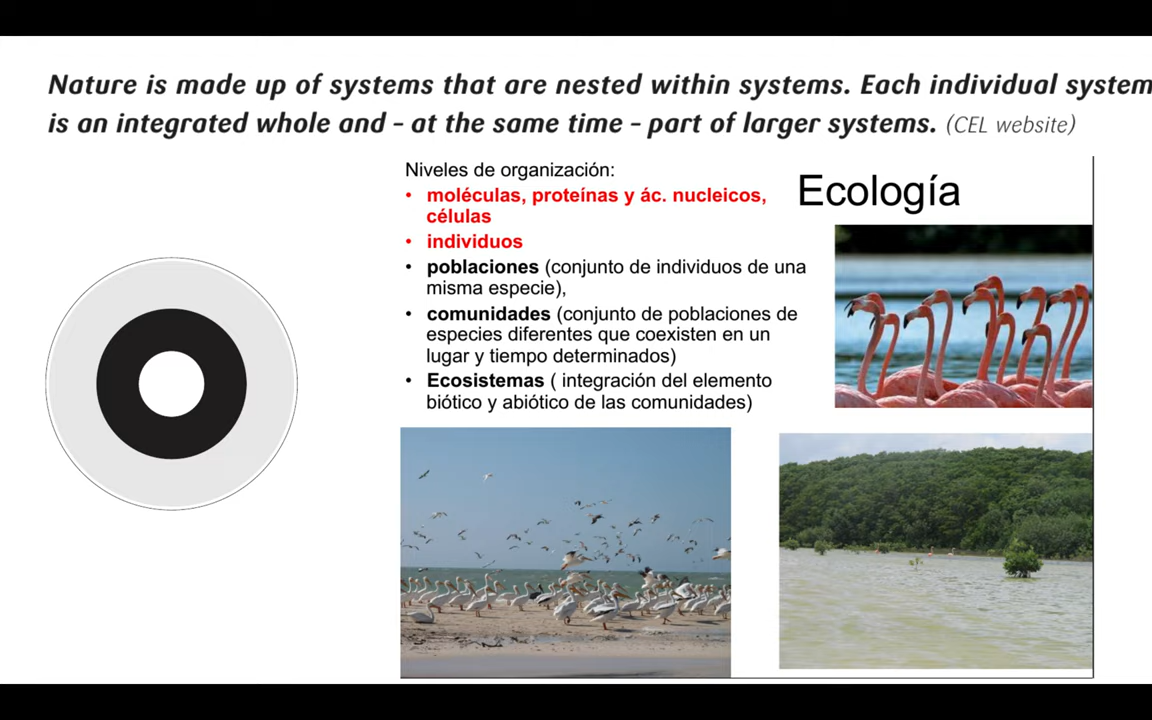 Nature is made up of systems that are nested within systems. Each individual system
is an integrated whole and - at the same time - part of larger systems. (CEL website)
Niveles de organización:
• moléculas, proteínas y ác. nucleicos,
células
• individuos
• poblaciones (conjunto de individuos de una
misma especie),
• comunidades (conjunto de poblaciones de
especies diferentes que coexisten en un
lugar y tiempo determinados)
• Ecosistemas ( integración del elemento
biótico y abiótico de las comunidades)
Ecología